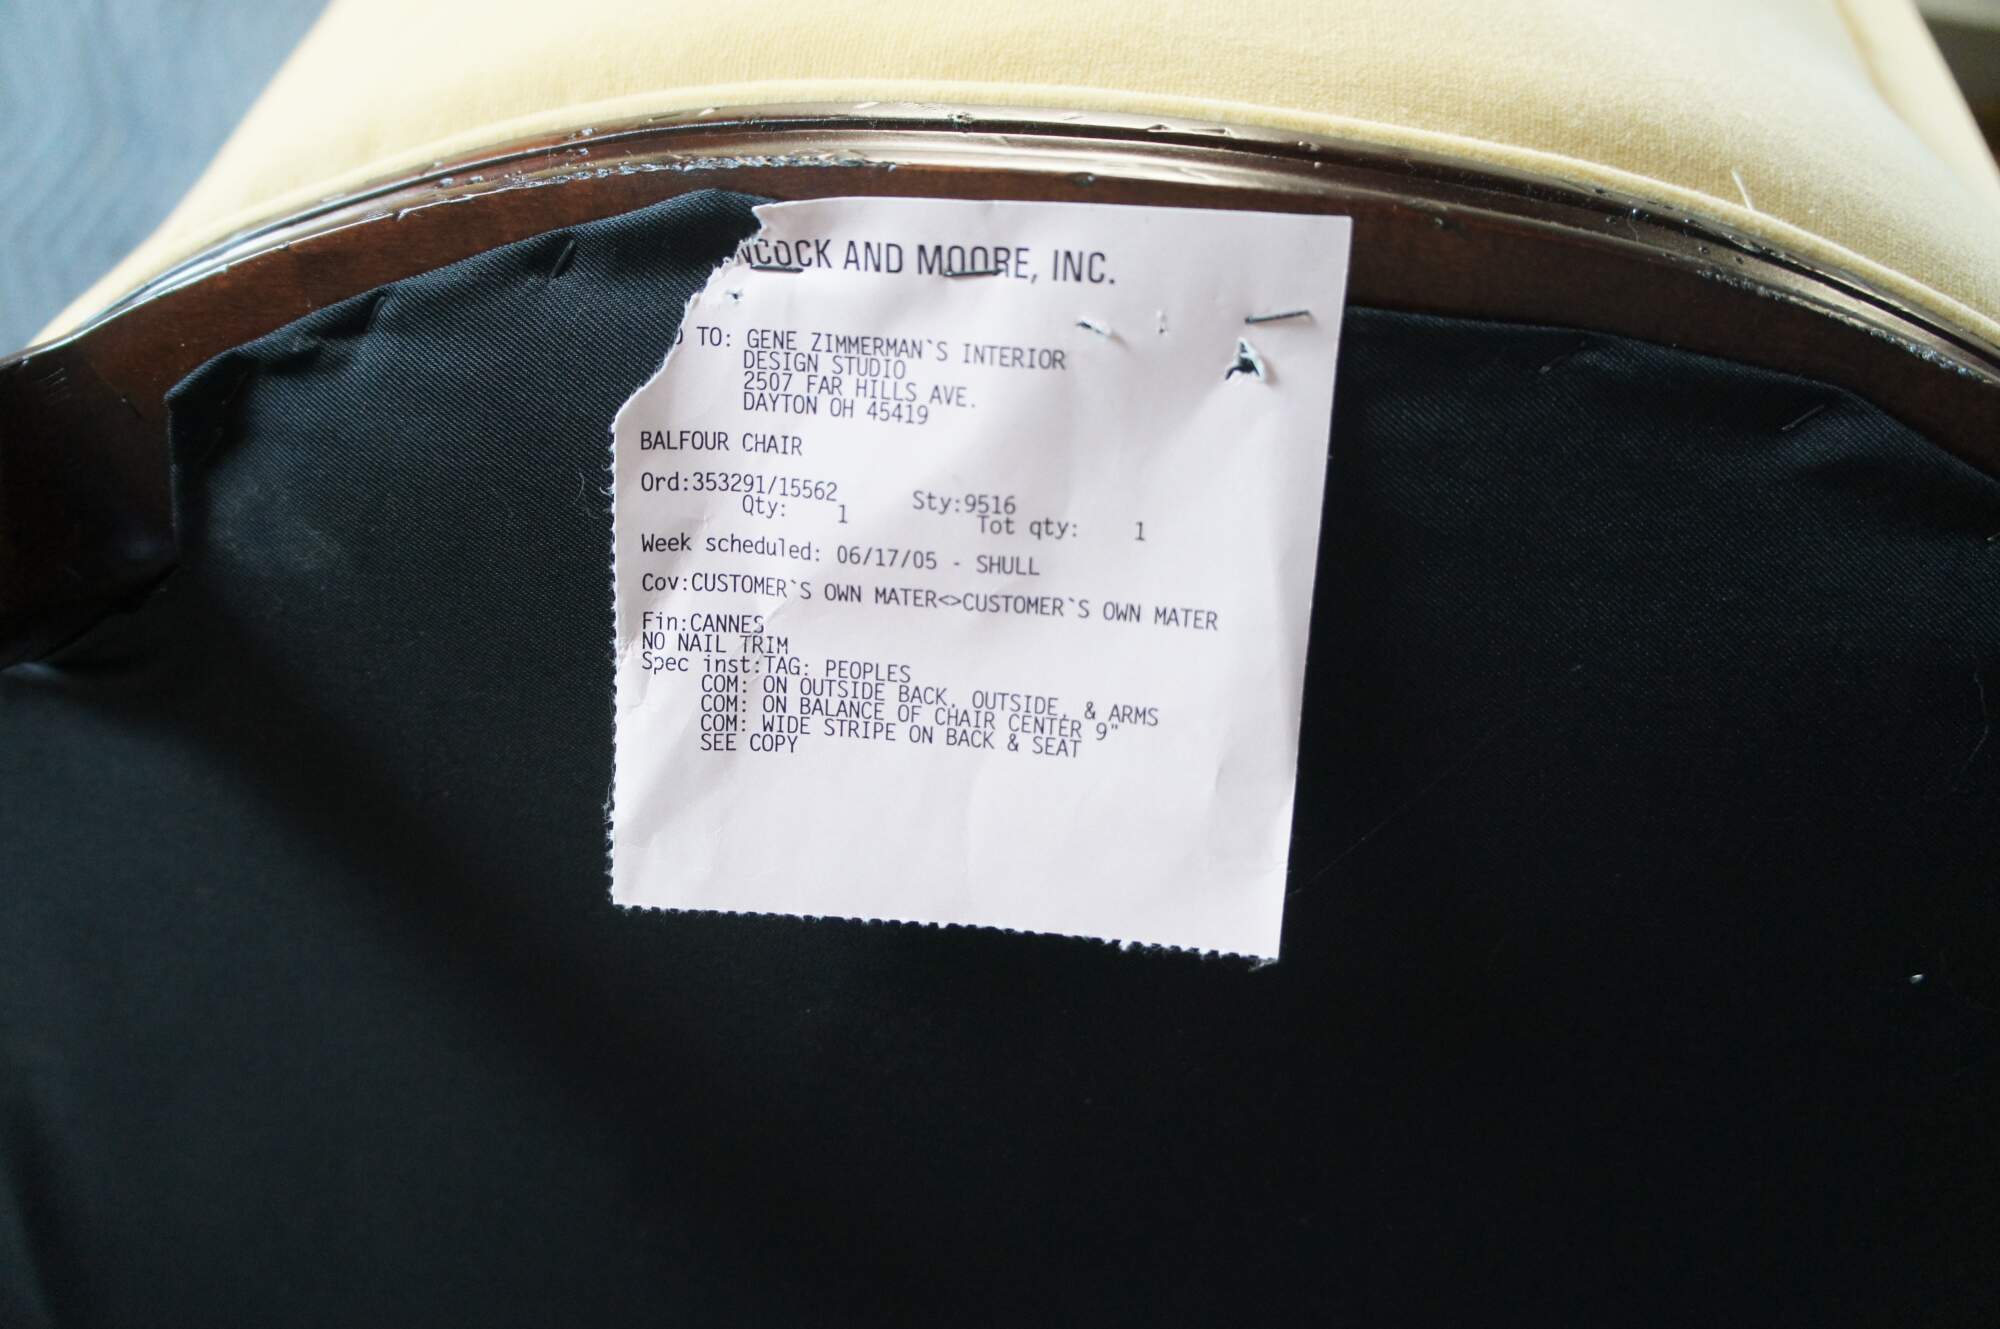 NCOCK AND MOORE, INC.
D TO: GENE ZIMMERMAN`S INTERIOR
DESIGN STUDIO
2507 FAR HILLS AVE.
DAYTON OH 45419
BALFOUR CHAIR
Ord:353291/15562 Sty:9516
Qty: 1 Tot qty: 1
Week scheduled: 06/17/05 - SHULL
Cov:CUSTOMER`S OWN MATER<>CUSTOMER`S OWN MATER
Fin:CANNES
NO NAIL TRIM
Spec inst:TAG: PEOPLES
COM: ON OUTSIDE BACK, OUTSIDE, & ARMS
COM: ON BALANCE OF CHAIR CENTER 9"
COM: WIDE STRIPE ON BACK & SEAT
SEE COPY